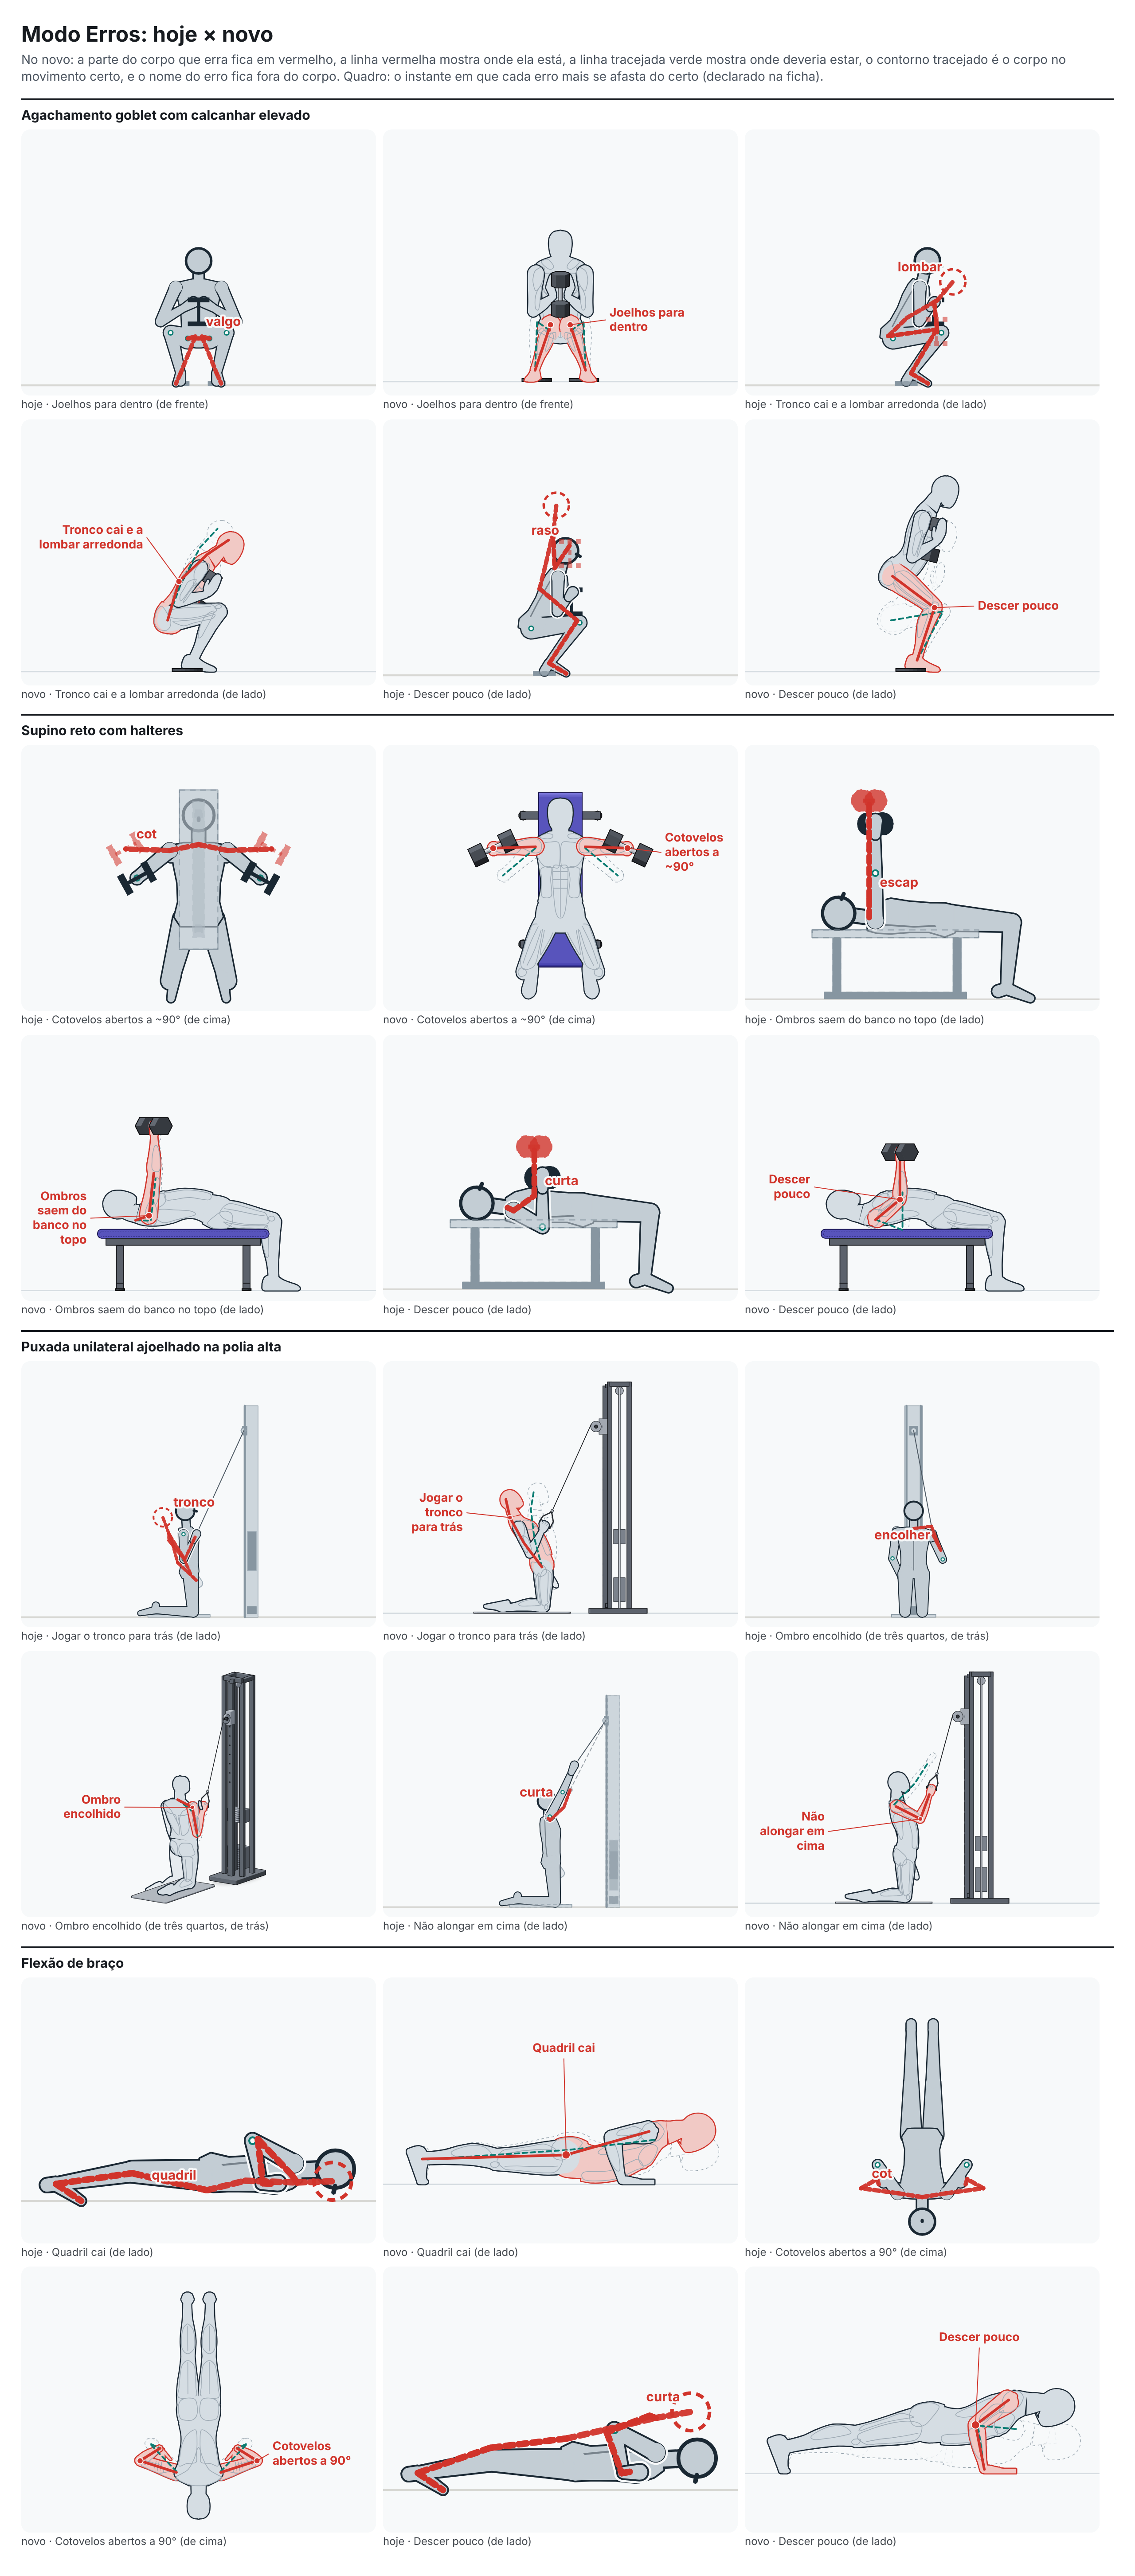 Modo Erros: hoje × novo
No novo: a parte do corpo que erra fica em vermelho, a linha vermelha mostra onde ela está, a linha tracejada verde mostra onde deveria estar, o contorno tracejado é o corpo no
movimento certo, e o nome do erro fica fora do corpo. Quadro: o instante em que cada erro mais se afasta do certo (declarado na ficha).
Agachamento goblet com calcanhar elevado
valgo
Joelhos para
dentro
lombar
hoje · Joelhos para dentro (de frente)
novo · Joelhos para dentro (de frente)
hoje · Tronco cai e a lombar arredonda (de lado)
Tronco cai e a
lombar arredonda
raso
Descer pouco
novo · Tronco cai e a lombar arredonda (de lado)
hoje · Descer pouco (de lado)
novo · Descer pouco (de lado)
Supino reto com halteres
cot
Cotovelos
abertos a
~90°
escap
hoje · Cotovelos abertos a ~90° (de cima)
novo · Cotovelos abertos a ~90° (de cima)
hoje · Ombros saem do banco no topo (de lado)
Ombros
saem do
banco no
topo
curta
Descer
pouco
novo · Ombros saem do banco no topo (de lado)
hoje · Descer pouco (de lado)
novo · Descer pouco (de lado)
Puxada unilateral ajoelhado na polia alta
tronco
Jogar o
tronco
para trás
encolher
hoje · Jogar o tronco para trás (de lado)
novo · Jogar o tronco para trás (de lado)
hoje · Ombro encolhido (de três quartos, de trás)
Ombro
encolhido
curta
Não
alongar em
cima
novo · Ombro encolhido (de três quartos, de trás)
hoje · Não alongar em cima (de lado)
novo · Não alongar em cima (de lado)
Flexão de braço
quadril
Quadril cai
cot
hoje · Quadril cai (de lado)
novo · Quadril cai (de lado)
hoje · Cotovelos abertos a 90° (de cima)
Cotovelos
abertos a 90°
curta
Descer pouco
novo · Cotovelos abertos a 90° (de cima)
hoje · Descer pouco (de lado)
novo · Descer pouco (de lado)